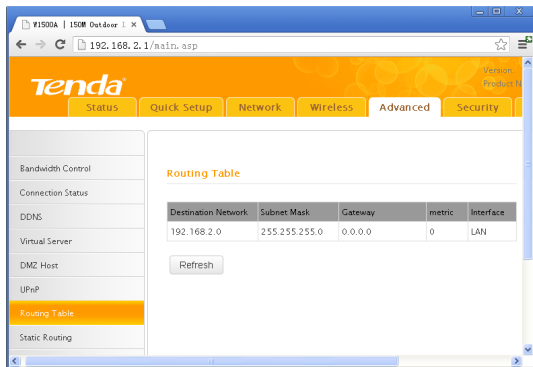 W1500A | 150M Outdoor
192.168.2.1/main.asp
Tenda
Version:
Product N
Status Quick Setup Network Wireless Advanced Security
Bandwidth Control
Connection Status
DDNS
Virtual Server
DMZ Host
UPnP
Routing Table
Static Routing
Routing Table
Destination Network Subnet Mask Gateway metric Interface
192.168.2.0 255.255.255.0 0.0.0.0 0 LAN
Refresh